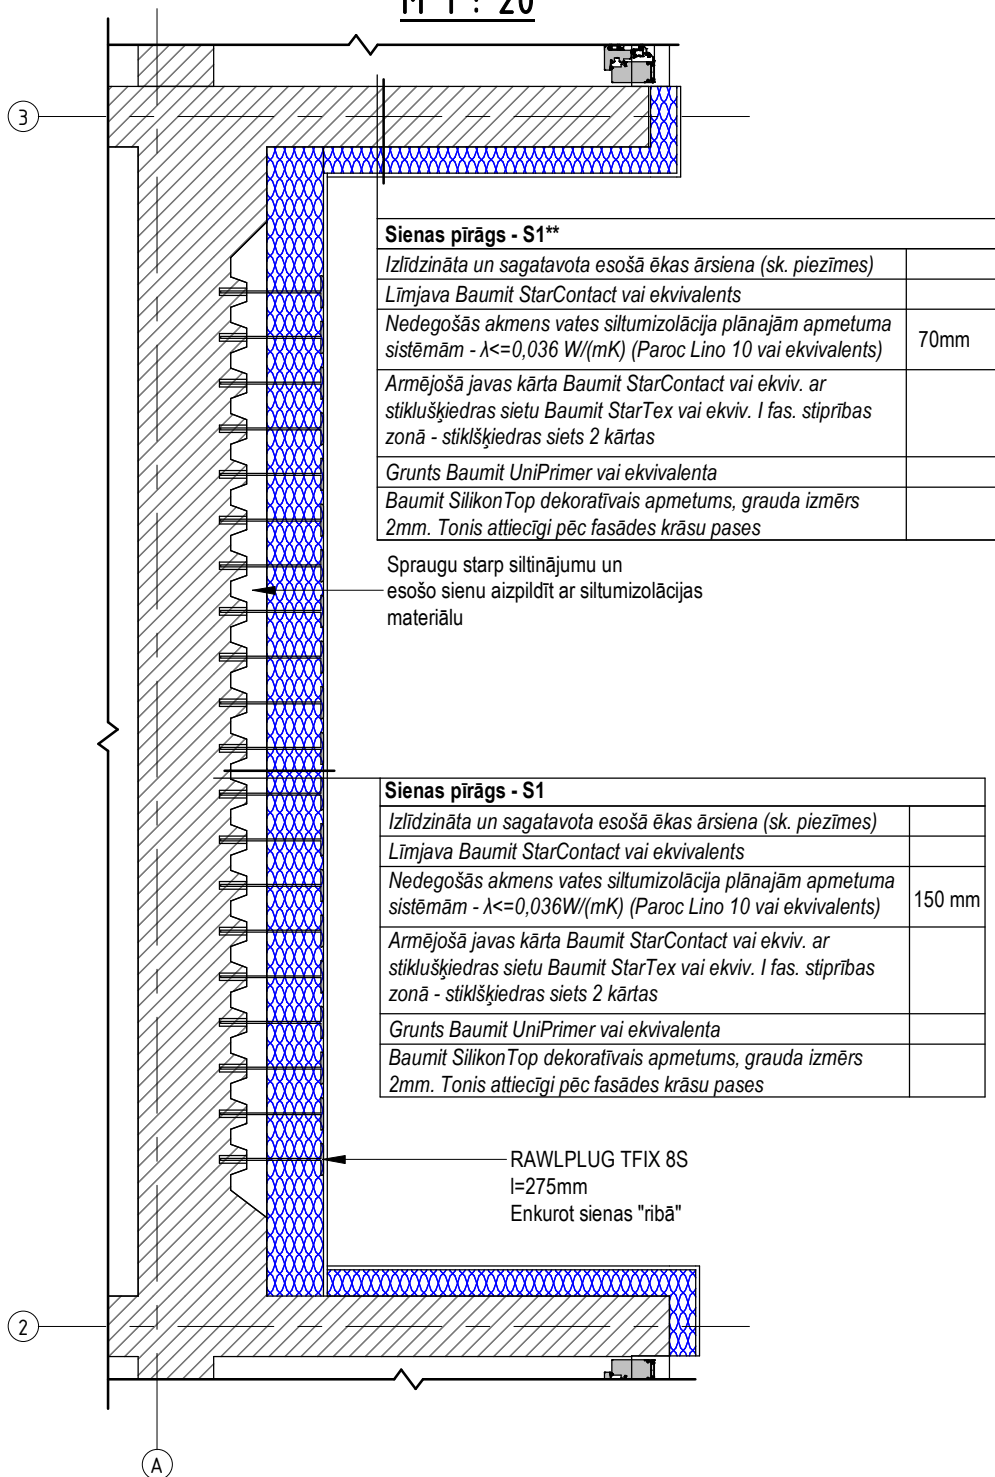 M 1 : 20
3
Sienas pīrāgs - S1**
Izlīdzināta un sagatavota esošā ēkas ārsiena (sk. piezīmes)
Līmjava Baumit StarContact vai ekvivalents
Nedegošās akmens vates siltumizolācija plānajām apmetuma
sistēmām - λ<=0,036 W/(mK) (Paroc Lino 10 vai ekvivalents)
70mm
Armējošā javas kārta Baumit StarContact vai ekviv. ar
stiklušķiedras sietu Baumit StarTex vai ekviv. I fas. stiprības
zonā - stiklšķiedras siets 2 kārtas
Grunts Baumit UniPrimer vai ekvivalenta
Baumit SilikonTop dekoratīvais apmetums, grauda izmērs
2mm. Tonis attiecīgi pēc fasādes krāsu pases
Spraugu starp siltinājumu un
esošo sienu aizpildīt ar siltumizolācijas
materiālu
Sienas pīrāgs - S1
Izlīdzināta un sagatavota esošā ēkas ārsiena (sk. piezīmes)
Līmjava Baumit StarContact vai ekvivalents
Nedegošās akmens vates siltumizolācija plānajām apmetuma
sistēmām - λ<=0,036W/(mK) (Paroc Lino 10 vai ekvivalents)
150 mm
Armējošā javas kārta Baumit StarContact vai ekviv. ar
stiklušķiedras sietu Baumit StarTex vai ekviv. I fas. stiprības
zonā - stiklšķiedras siets 2 kārtas
Grunts Baumit UniPrimer vai ekvivalenta
Baumit SilikonTop dekoratīvais apmetums, grauda izmērs
2mm. Tonis attiecīgi pēc fasādes krāsu pases
RAWLPLUG TFIX 8S
l=275mm
Enkurot sienas "ribā"
2
A